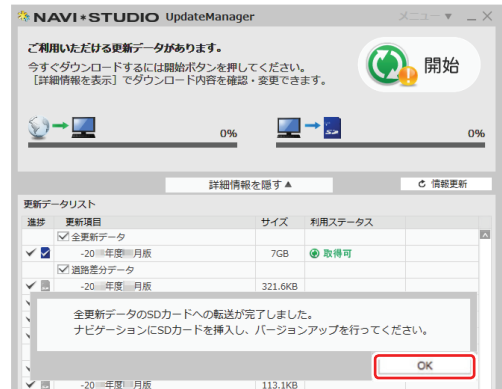 NAVI*STUDIO UpdateManager
メニュー ▼ _ X
ご利用いただける更新データがあります。
今すぐダウンロードするには開始ボタンを押してください。
[詳細情報を表示] でダウンロード内容を確認・変更できます。
開始
0%
SD
0%
詳細情報を隠す▲
情報更新
更新データリスト
進捗 更新項目 サイズ 利用ステータス
全更新データ
-20 年度 月版 7GB 取得可
道路差分データ
-20 年度 月版 321.6KB
全更新データのSDカードへの転送が完了しました。
ナビゲーションにSDカードを挿入し、バージョンアップを行ってください。
OK
-20 年度 月版 113.1KB